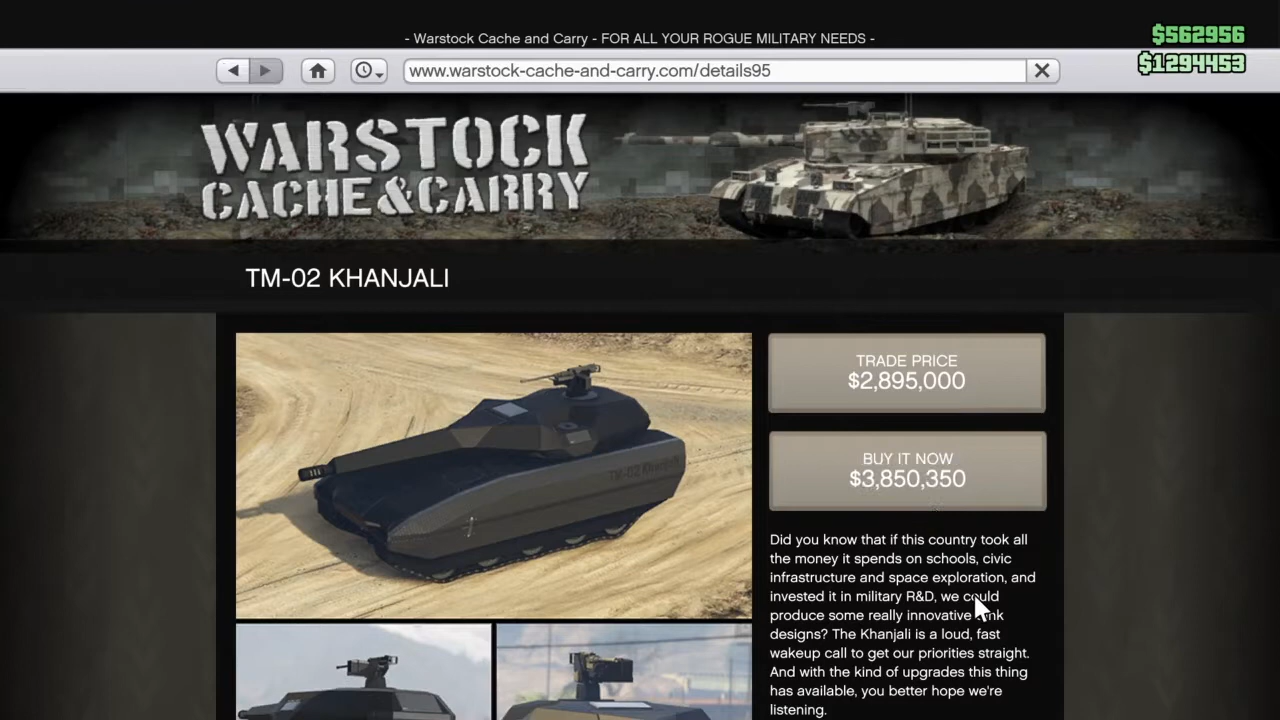 - Warstock Cache and Carry - FOR ALL YOUR ROGUE MILITARY NEEDS -
$562956
$1294453
www.warstock-cache-and-carry.com/details95
WARSTOCK
CACHE&CARRY
TM-02 KHANJALI
TM-02 Khanjali
TRADE PRICE
$2,895,000
BUY IT NOW
$3,850,350
Did you know that if this country took all
the money it spends on schools, civic
infrastructure and space exploration, and
invested it in military R&D, we could
produce some really innovative
designs? The Khanjali is a loud, fast
wakeup call to get our priorities straight.
And with the kind of upgrades this thing
has available, you better hope we're
listening.